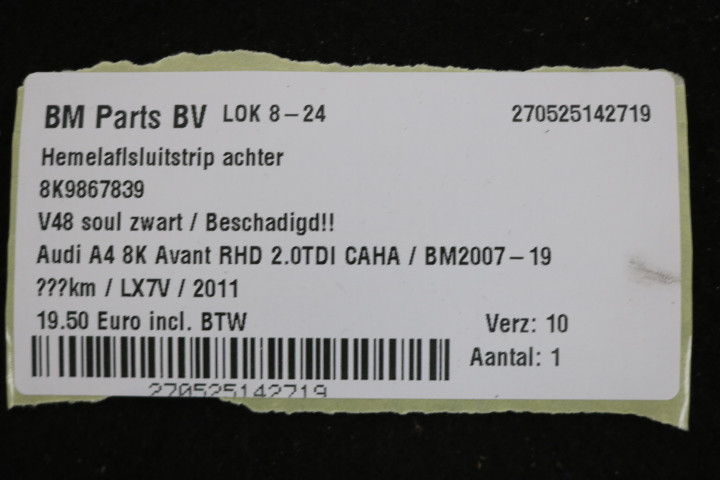 BM Parts BV LOK 8-24 270525142719
Hemelaflsluitstrip achter
8K9867839
V48 soul zwart / Beschadigd!!
Audi A4 8K Avant RHD 2.0TDI CAHA / BM2007-19
???km / LX7V / 2011
19.50 Euro incl. BTW Verz: 10
Aantal: 1
270525142719